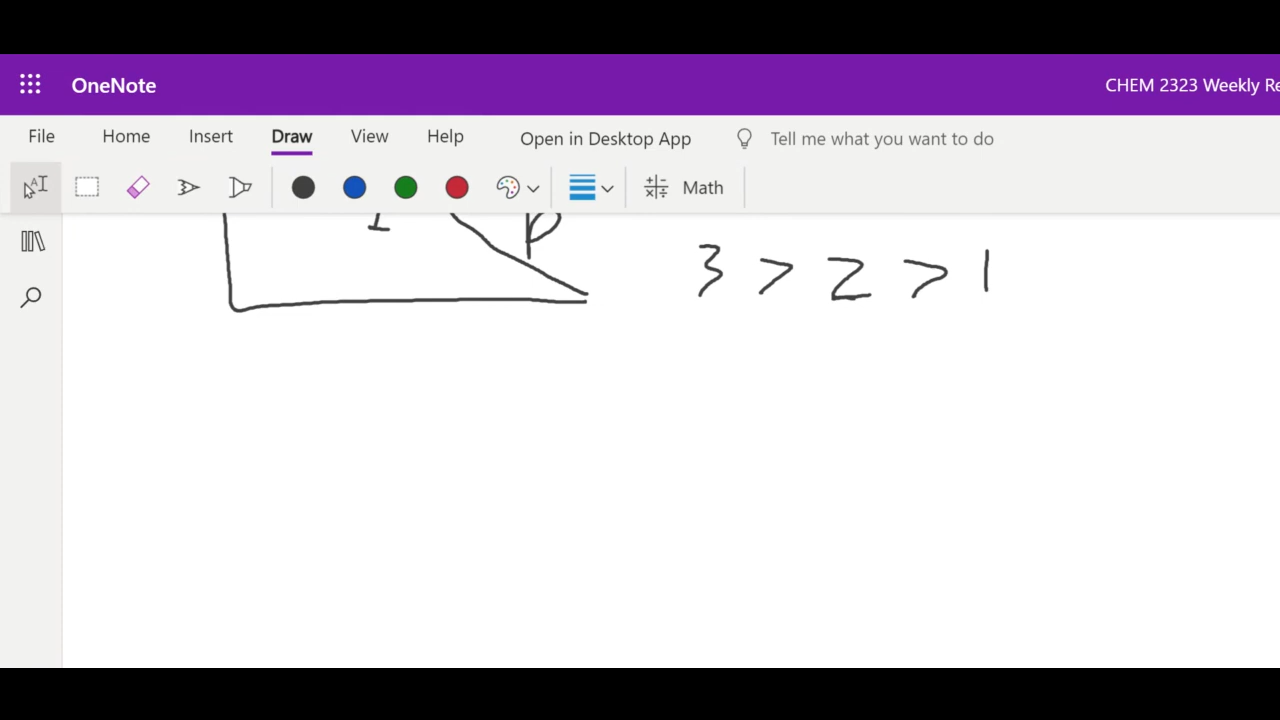 OneNote
CHEM 2323 Weekly Re
File Home Insert Draw View Help Open in Desktop App Tell me what you want to do
Math
I P
3 > 2 > 1